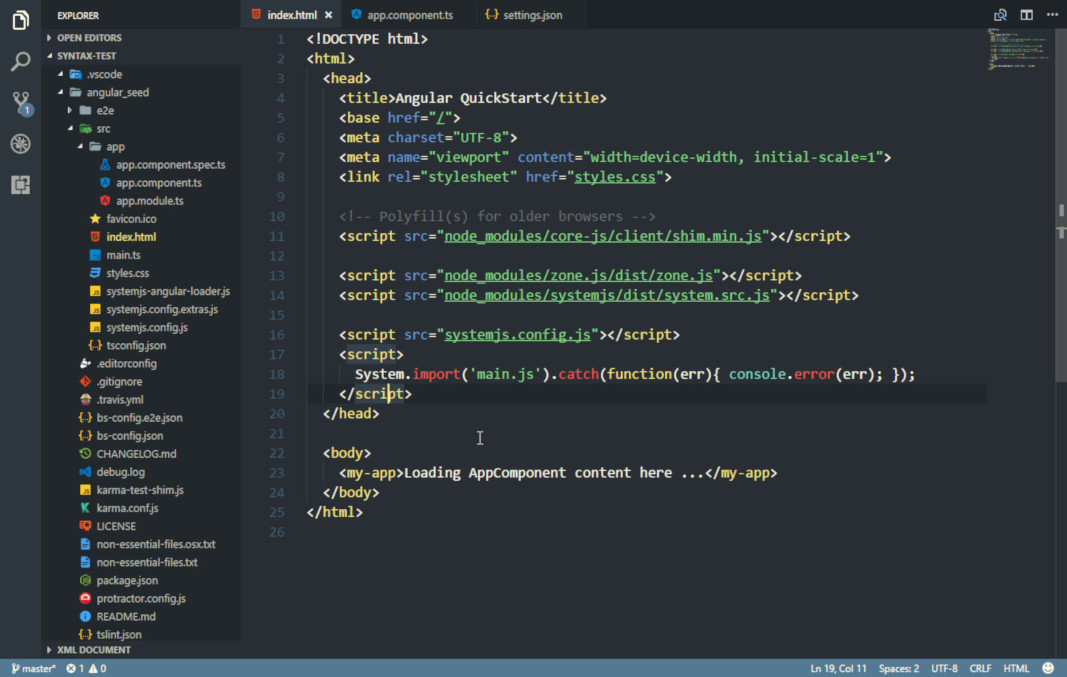 EXPLORER
OPEN EDITORS
SYNTAX-TEST
.vscode
angular_seed
e2e
src
app
app.component.spec.ts
app.component.ts
app.module.ts
favicon.ico
index.html
main.ts
styles.css
systemjs-angular-loader.js
systemjs.config.extras.js
systemjs.config.js
tsconfig.json
.editorconfig
.gitignore
.travis.yml
bs-config.e2e.json
bs-config.json
CHANGELOG.md
debug.log
karma-test-shim.js
karma.conf.js
LICENSE
non-essential-files.osx.txt
non-essential-files.txt
package.json
protractor.config.js
README.md
tslint.json
XML DOCUMENT
1
index.html × app.component.ts {..} settings.json
1 <!DOCTYPE html>
2 <html>
3   <head>
4     <title>Angular QuickStart</title>
5     <base href="/">
6     <meta charset="UTF-8">
7     <meta name="viewport" content="width=device-width, initial-scale=1">
8     <link rel="stylesheet" href="styles.css">
9
10     <!-- Polyfill(s) for older browsers -->
11     <script src="node_modules/core-js/client/shim.min.js"></script>
12
13     <script src="node_modules/zone.js/dist/zone.js"></script>
14     <script src="node_modules/systemjs/dist/system.src.js"></script>
15
16     <script src="systemjs.config.js"></script>
17     <script>
18       System.import('main.js').catch(function(err){ console.error(err); });
19     </script>
20   </head>
21
22   <body>
23     <my-app>Loading AppComponent content here ...</my-app>
24   </body>
25 </html>
26
master* 1 0 Ln 19, Col 11 Spaces: 2 UTF-8 CRLF HTML